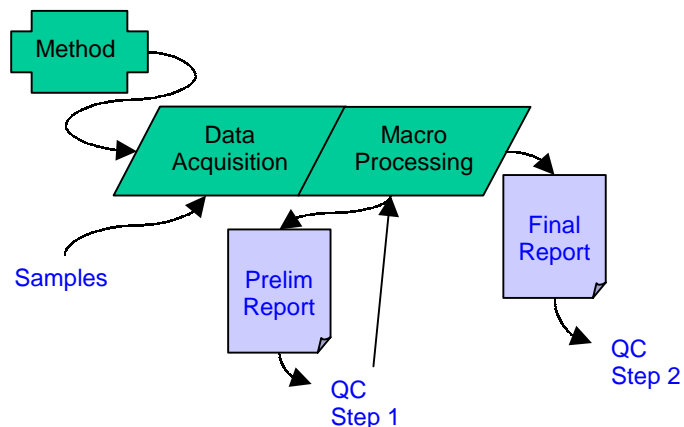 Method
Data
Acquisition
Macro
Processing
Samples
Prelim
Report
Final
Report
QC
Step 1
QC
Step 2